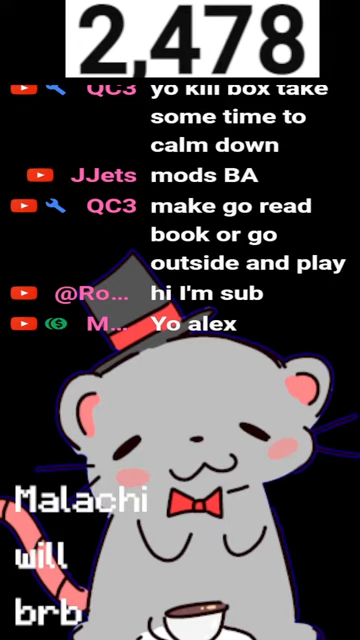 2,478
QC3 yo kill box take
some time to
calm down
JJets mods BA
QC3 make go read
book or go
outside and play
@Ro... hi I'm sub
M... Yo alex
Malachi
will
brb